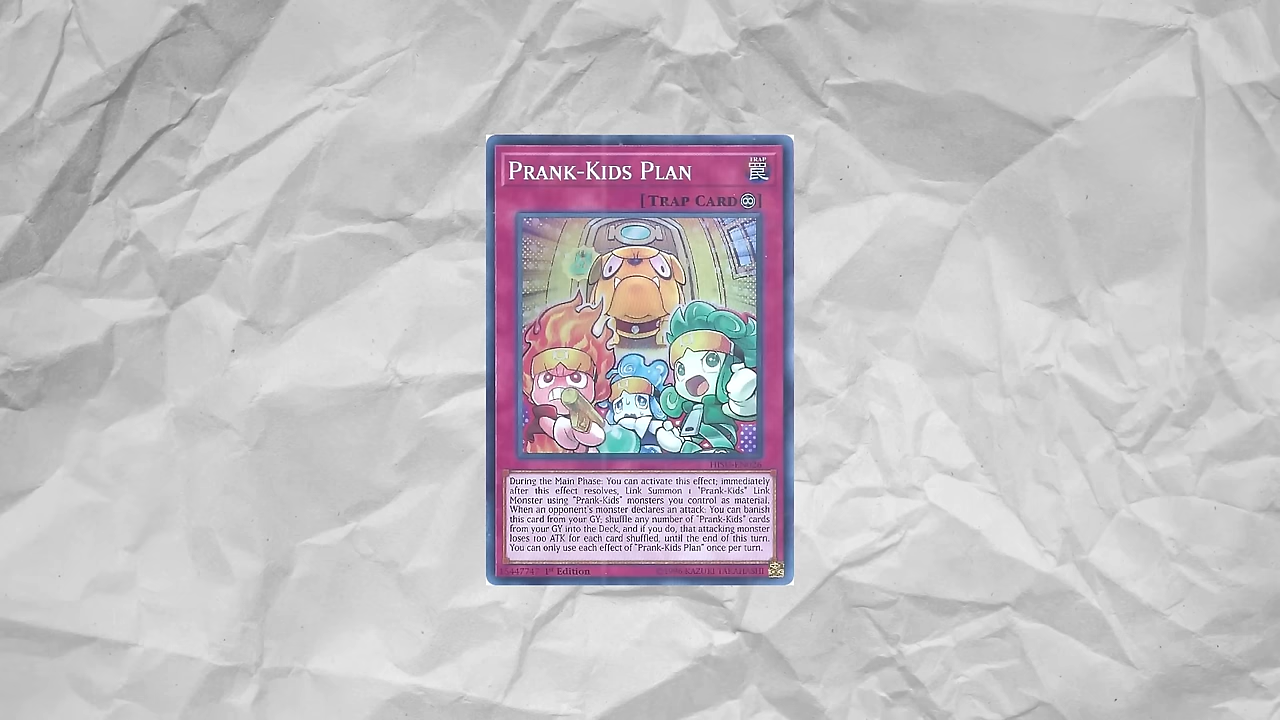 PRANK-KIDS PLAN
TRAP
罠
[TRAP CARD]
During the Main Phase: You can activate this effect; immediately
after this effect resolves, Link Summon 1 "Prank-Kids" Link
Monster using "Prank-Kids" monsters you control as material.
When an opponent's monster declares an attack: You can banish
this card from your GY; shuffle any number of "Prank-Kids" cards
from your GY into the Deck, and if you do, that attacking monster
loses 100 ATK for each card shuffled, until the end of this turn.
You can only use each effect of "Prank-Kids Plan" once per turn.
1st Edition
©1996 KAZUKI TAKAHASHI